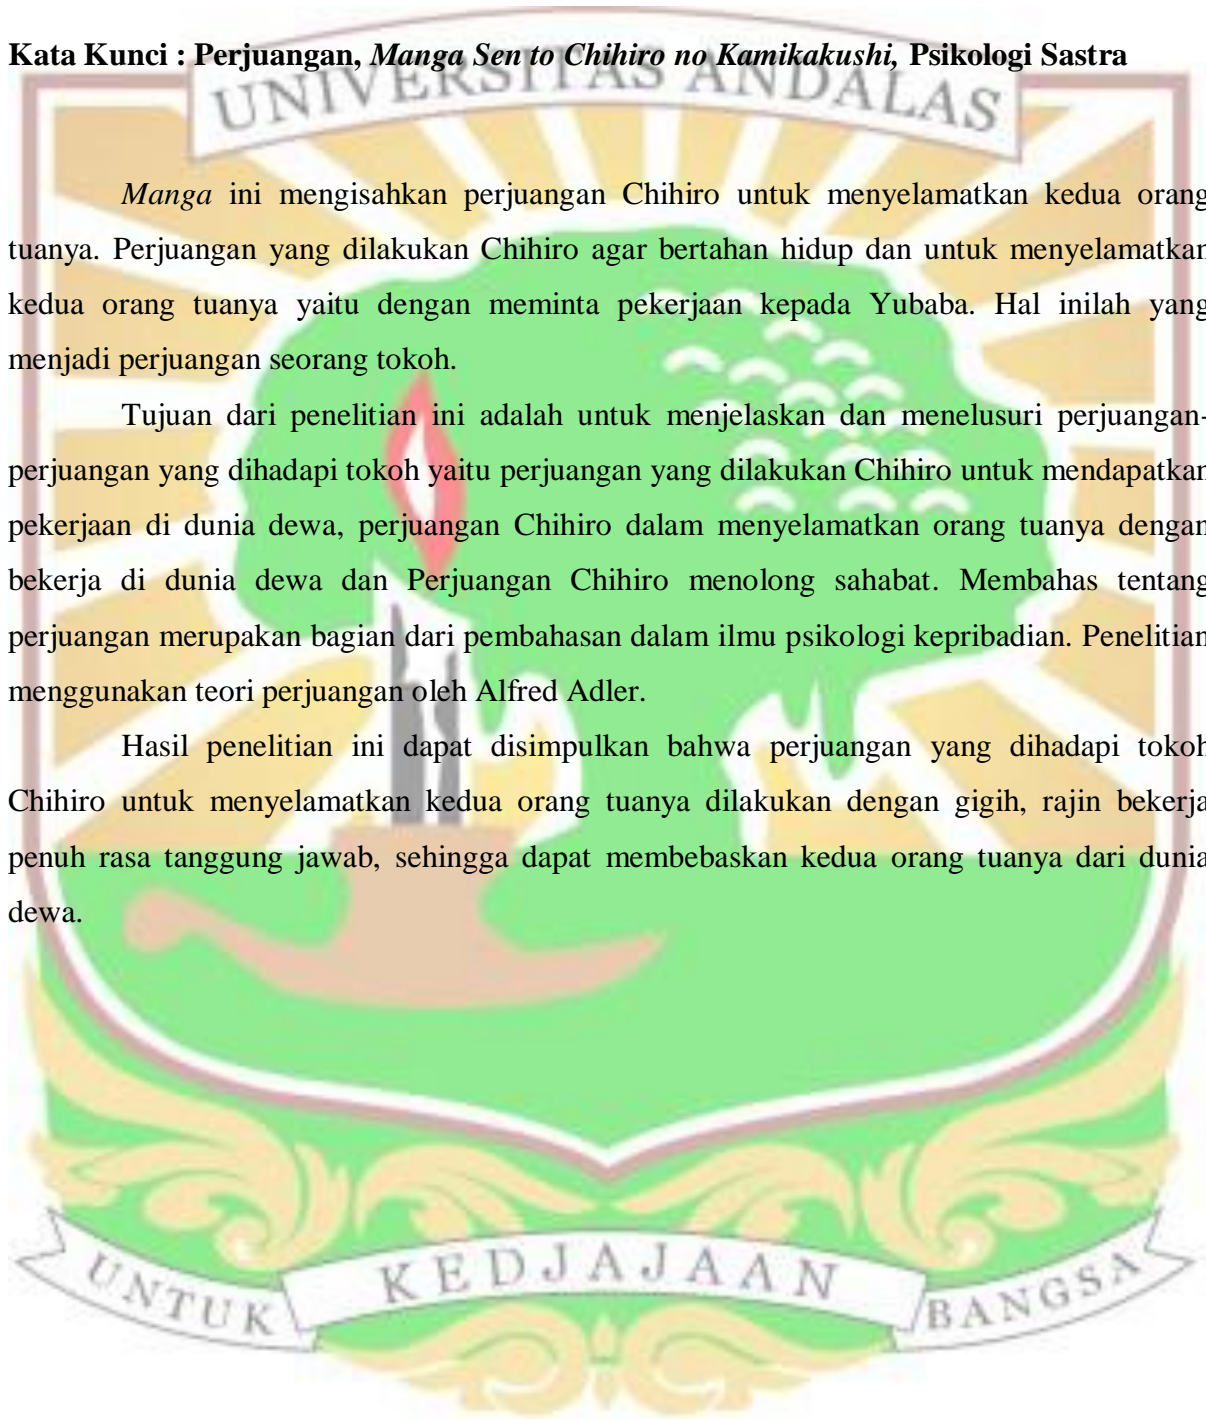 Kata Kunci : Perjuangan, Manga Sen to Chihiro no Kamikakushi, Psikologi Sastra
UNIVERSITAS ANDALAS
Manga ini mengisahkan perjuangan Chihiro untuk menyelamatkan kedua orang
tuanya. Perjuangan yang dilakukan Chihiro agar bertahan hidup dan untuk menyelamatkan
kedua orang tuanya yaitu dengan meminta pekerjaan kepada Yubaba. Hal inilah yang
menjadi perjuangan seorang tokoh.
Tujuan dari penelitian ini adalah untuk menjelaskan dan menelusuri perjuangan-
perjuangan yang dihadapi tokoh yaitu perjuangan yang dilakukan Chihiro untuk mendapatkan
pekerjaan di dunia dewa, perjuangan Chihiro dalam menyelamatkan orang tuanya dengan
bekerja di dunia dewa dan Perjuangan Chihiro menolong sahabat. Membahas tentang
perjuangan merupakan bagian dari pembahasan dalam ilmu psikologi kepribadian. Penelitian
menggunakan teori perjuangan oleh Alfred Adler.
Hasil penelitian ini dapat disimpulkan bahwa perjuangan yang dihadapi tokoh
Chihiro untuk menyelamatkan kedua orang tuanya dilakukan dengan gigih, rajin bekerja
penuh rasa tanggung jawab, sehingga dapat membebaskan kedua orang tuanya dari dunia
dewa.
UNTUK KEDJAJAAN BANGSA